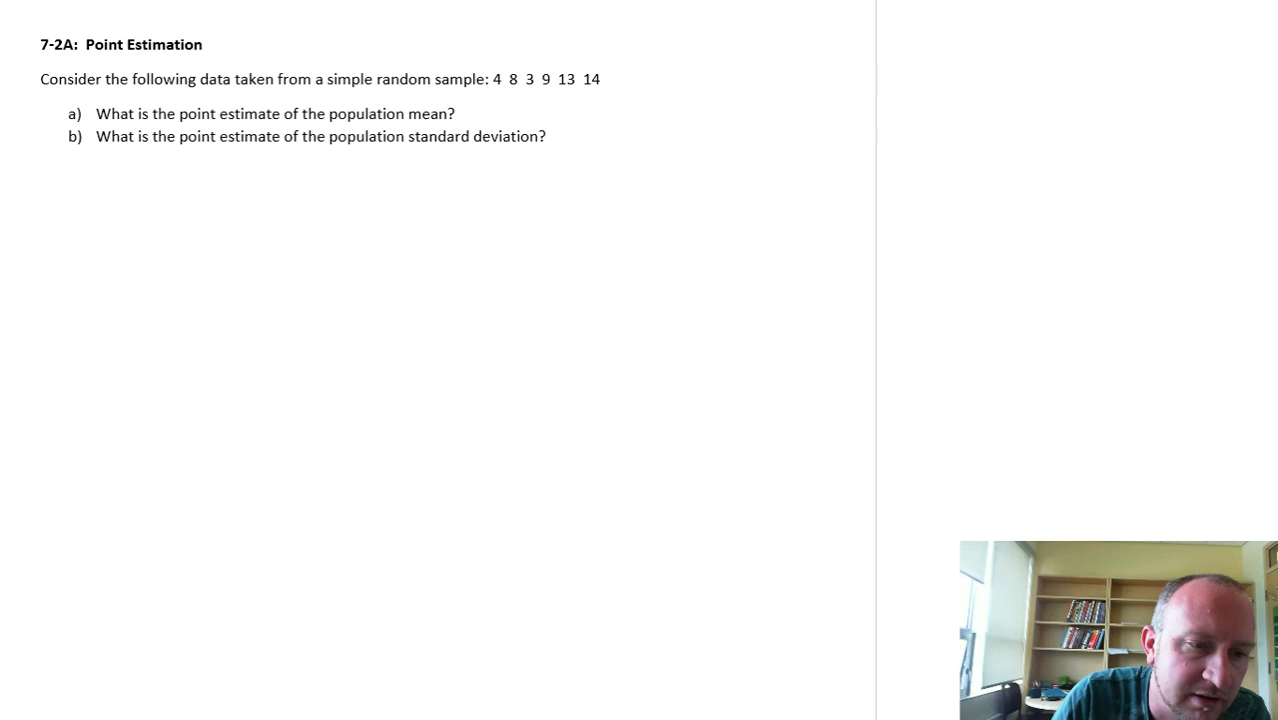 7-2A: Point Estimation
Consider the following data taken from a simple random sample: 4 8 3 9 13 14
a) What is the point estimate of the population mean?
b) What is the point estimate of the population standard deviation?